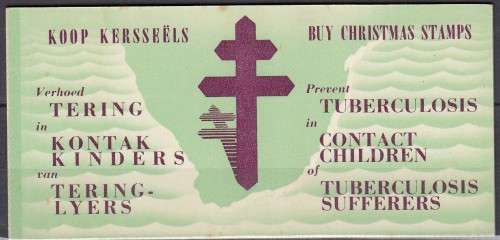 KOOP KERSSEËLS
Verhoed
TERING
in
KONTAK
KINDERS
van
TERING-
LYERS
BUY CHRISTMAS STAMPS
Prevent
TUBERCULOSIS
in
CONTACT
CHILDREN
of
TUBERCULOSIS
SUFFERERS